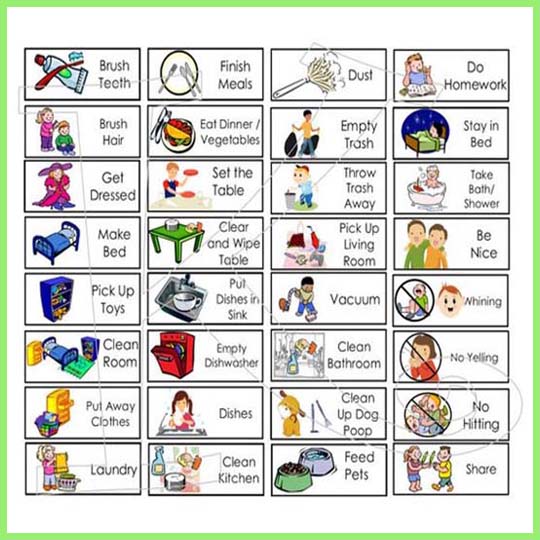 Brush
Teeth
Finish
Meals
Dust
Do
Homework
Brush
Hair
Eat Dinner /
Vegetables
Empty
Trash
Stay in
Bed
Get
Dressed
Set the
Table
Throw
Trash
Away
Take
Bath/
Shower
Make
Bed
Clear
and Wipe
Table
Pick Up
Living
Room
Be
Nice
Pick Up
Toys
Put
Dishes in
Sink
Vacuum
Whining
Clean
Room
Empty
Dishwasher
Clean
Bathroom
No Yelling
Put Away
Clothes
Dishes
Clean
Up Dog
Poop
No
Hitting
Laundry
Clean
Kitchen
Feed
Pets
Share